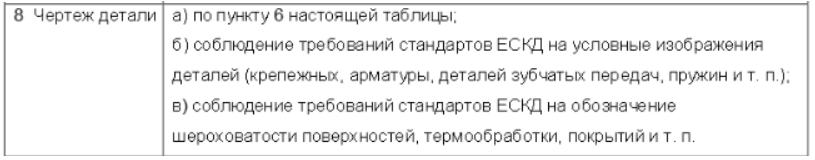 8 Чертеж детали а) по пункту 6 настоящей таблицы;
б) соблюдение требований стандартов ЕСКД на условные изображения
деталей (крепежных, арматуры, деталей зубчатых передач, пружин и т. п.);
в) соблюдение требований стандартов ЕСКД на обозначение
шероховатости поверхностей, термообработки, покрытий и т. п.